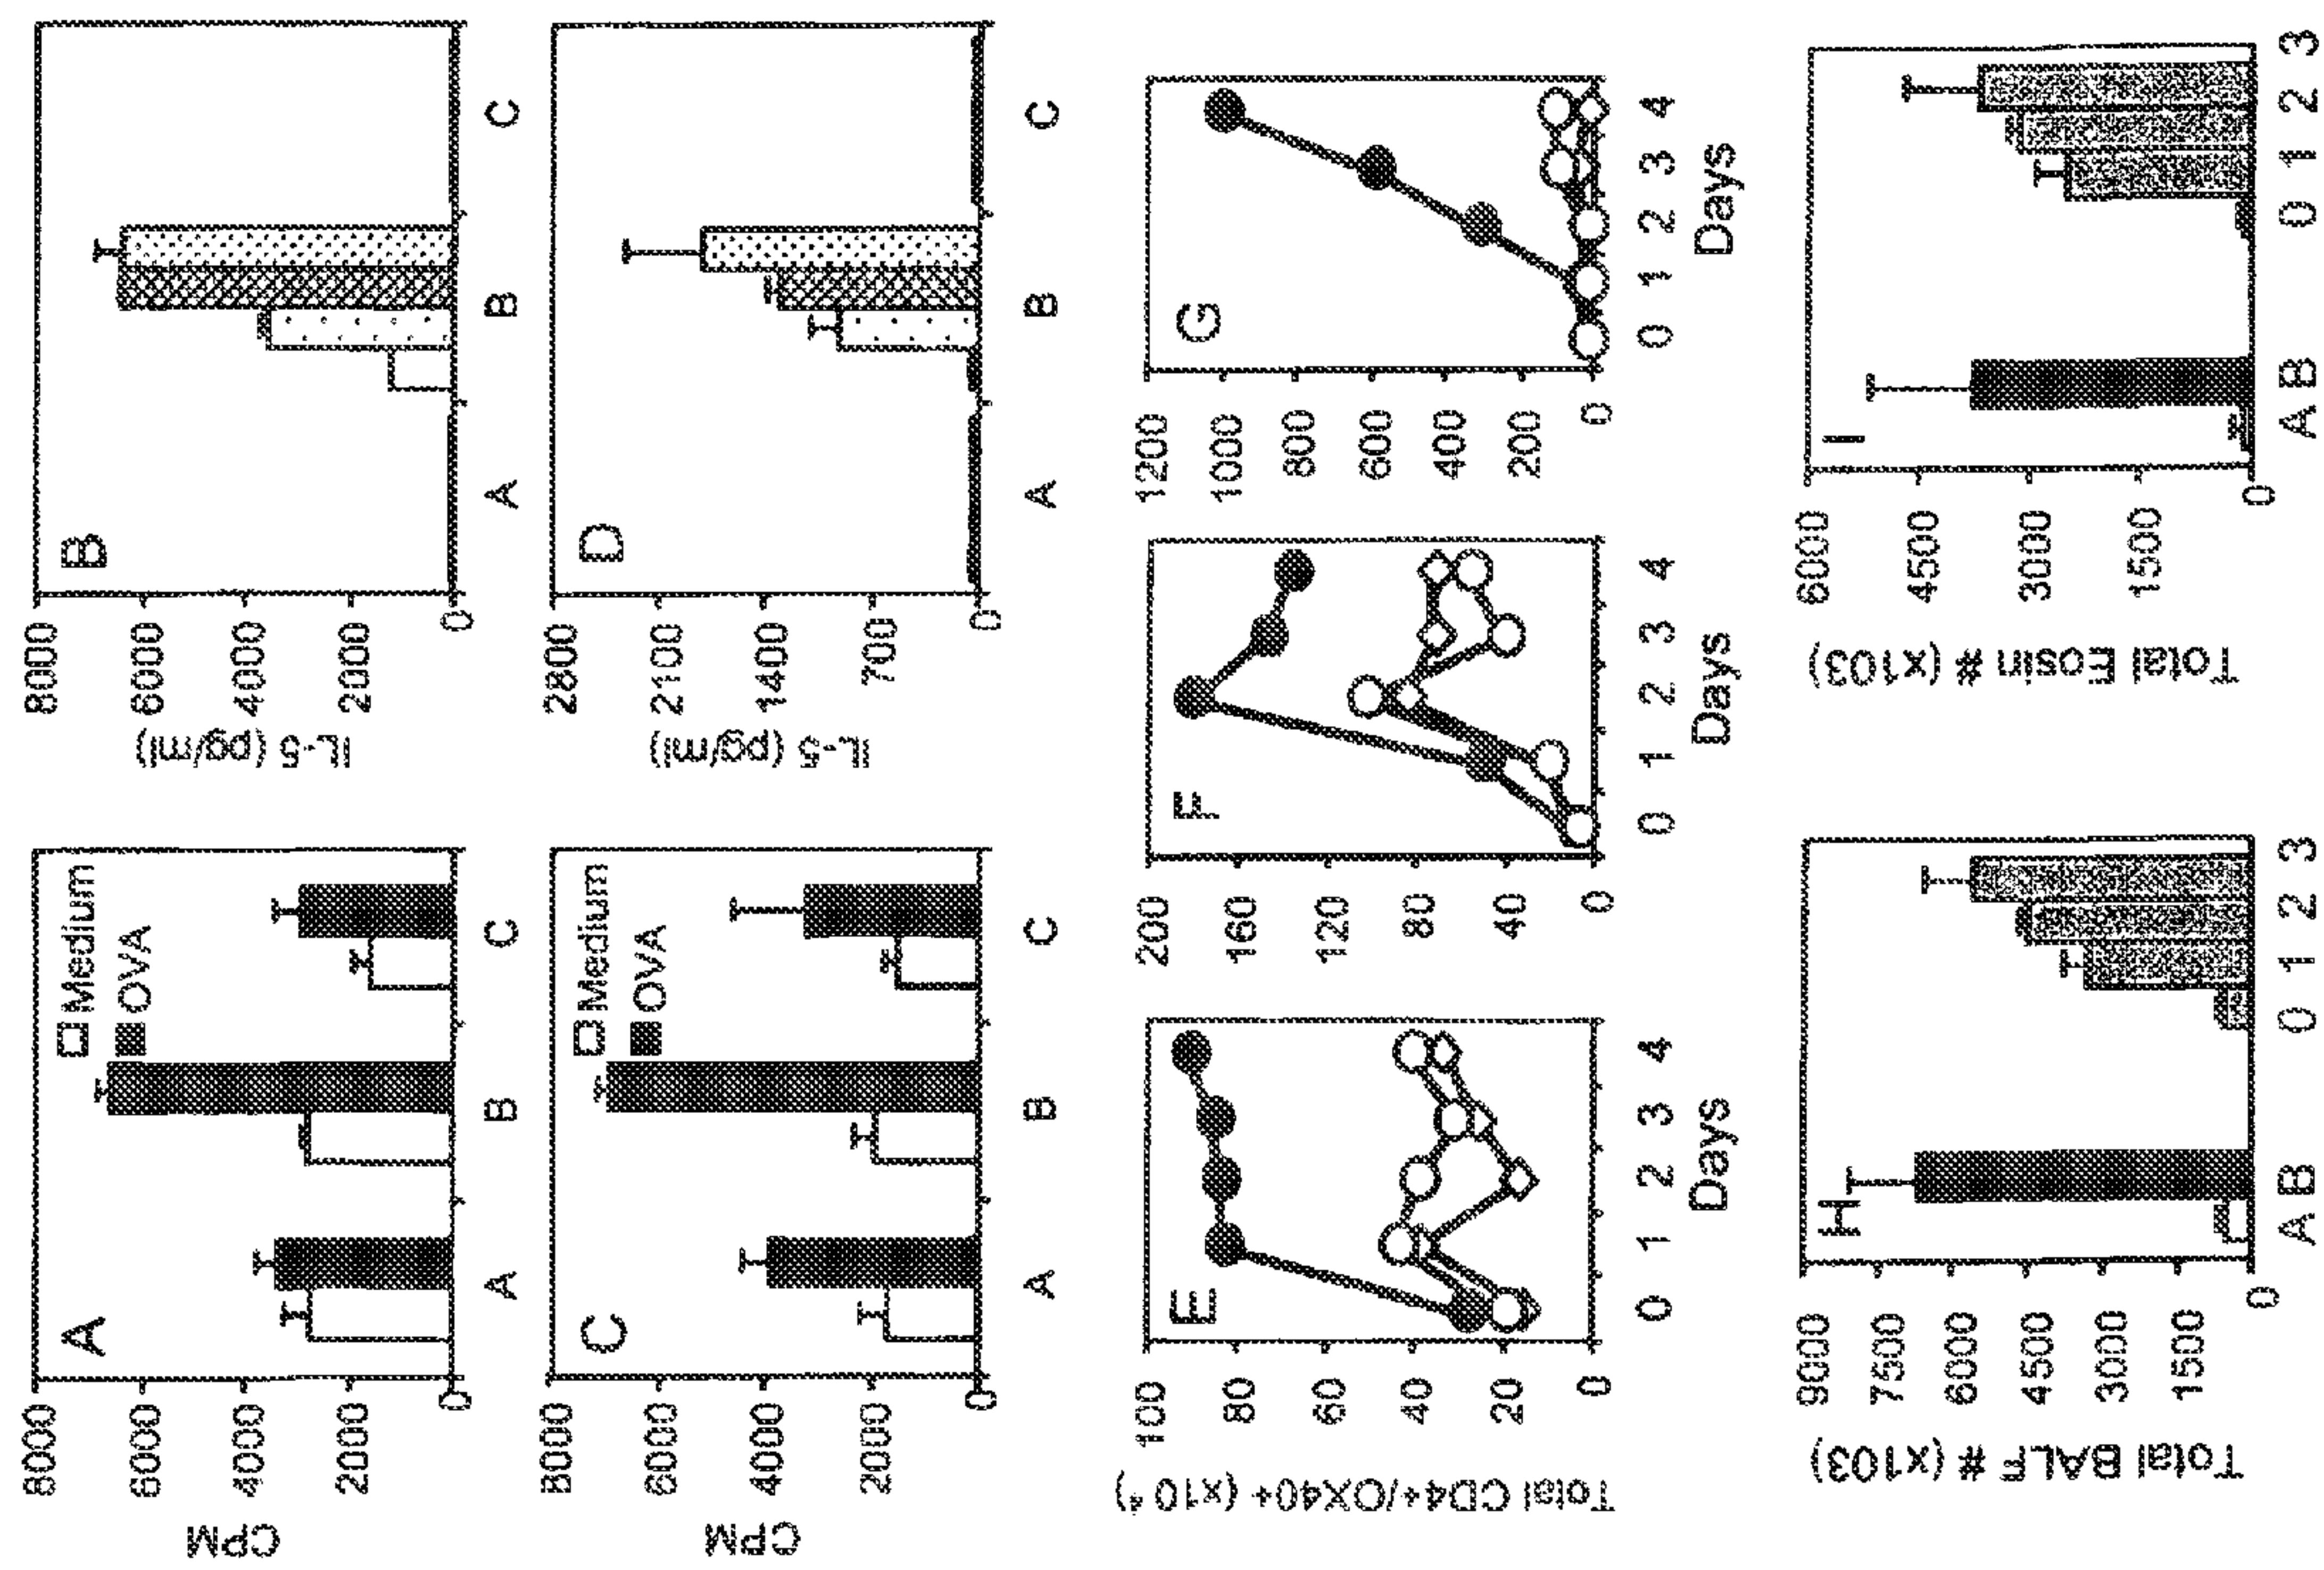 A
8000
6000
4000
2000
0
CPM
Medium
OVA
A B C
B
8000
6000
4000
2000
0
IL-5 (pg/ml)
A B C
C
8000
6000
4000
2000
0
CPM
Medium
OVA
A B C
D
2800
2100
1400
700
0
IL-5 (pg/ml)
A B C
E
100
80
60
40
20
0
Total CD4+/OX40+ (x10⁴)
0 1 2 3 4
Days
F
200
160
120
80
40
0
0 1 2 3 4
Days
G
1200
1000
800
600
400
200
0
0 1 2 3 4
Days
H
9000
7500
6000
4500
3000
1500
0
Total BALF # (x103)
A B 0 1 2 3
I
6000
4500
3000
1500
0
Total Eosin # (x103)
A B 0 1 2 3